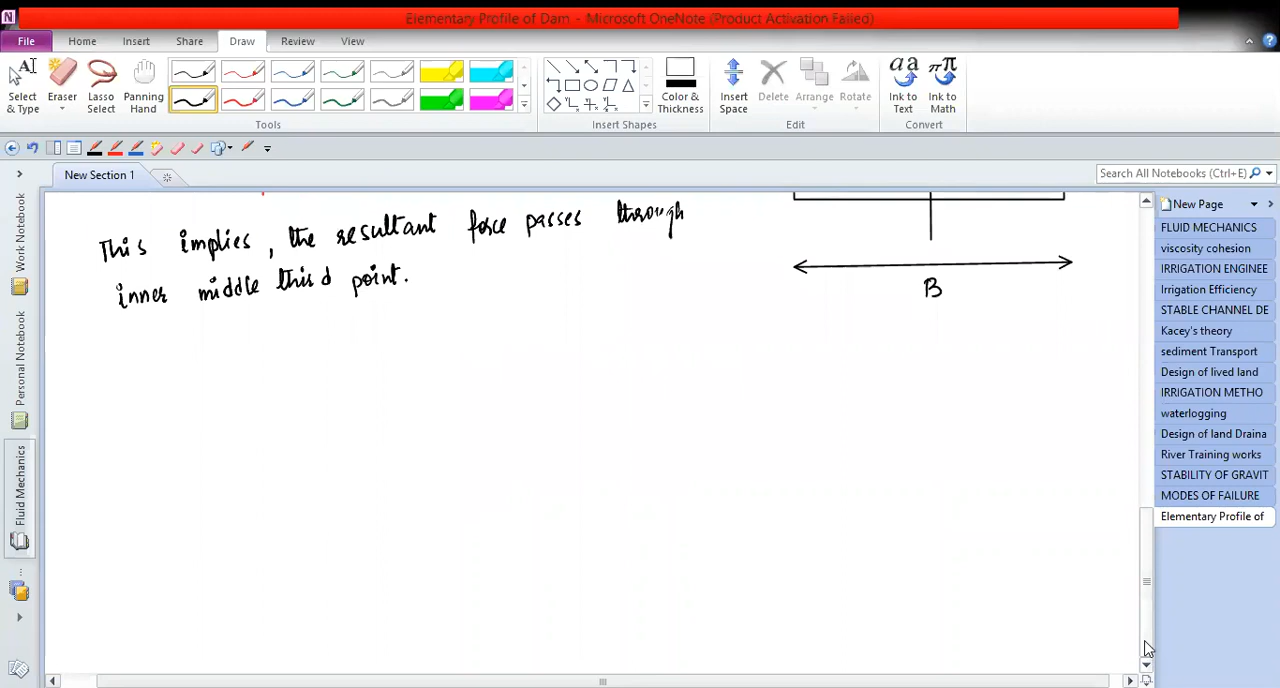 Elementary Profile of Dam - Microsoft OneNote (Product Activation Failed)
File Home Insert Share Draw Review View
Select & Type
Eraser
Lasso Select
Panning Hand
Tools
Insert Shapes
Color & Thickness
Insert Space
Delete
Arrange
Rotate
Edit
Ink to Text
Ink to Math
Convert
New Section 1
Search All Notebooks (Ctrl+E)
Work Notebook
Personal Notebook
Fluid Mechanics
This implies, the resultant force passes through
inner middle third point.
B
New Page
FLUID MECHANICS
viscosity cohesion
IRRIGATION ENGINEE
Irrigation Efficiency
STABLE CHANNEL DE
Kacey's theory
sediment Transport
Design of lived land
IRRIGATION METHO
waterlogging
Design of land Draina
River Training works
STABILITY OF GRAVIT
MODES OF FAILURE
Elementary Profile of